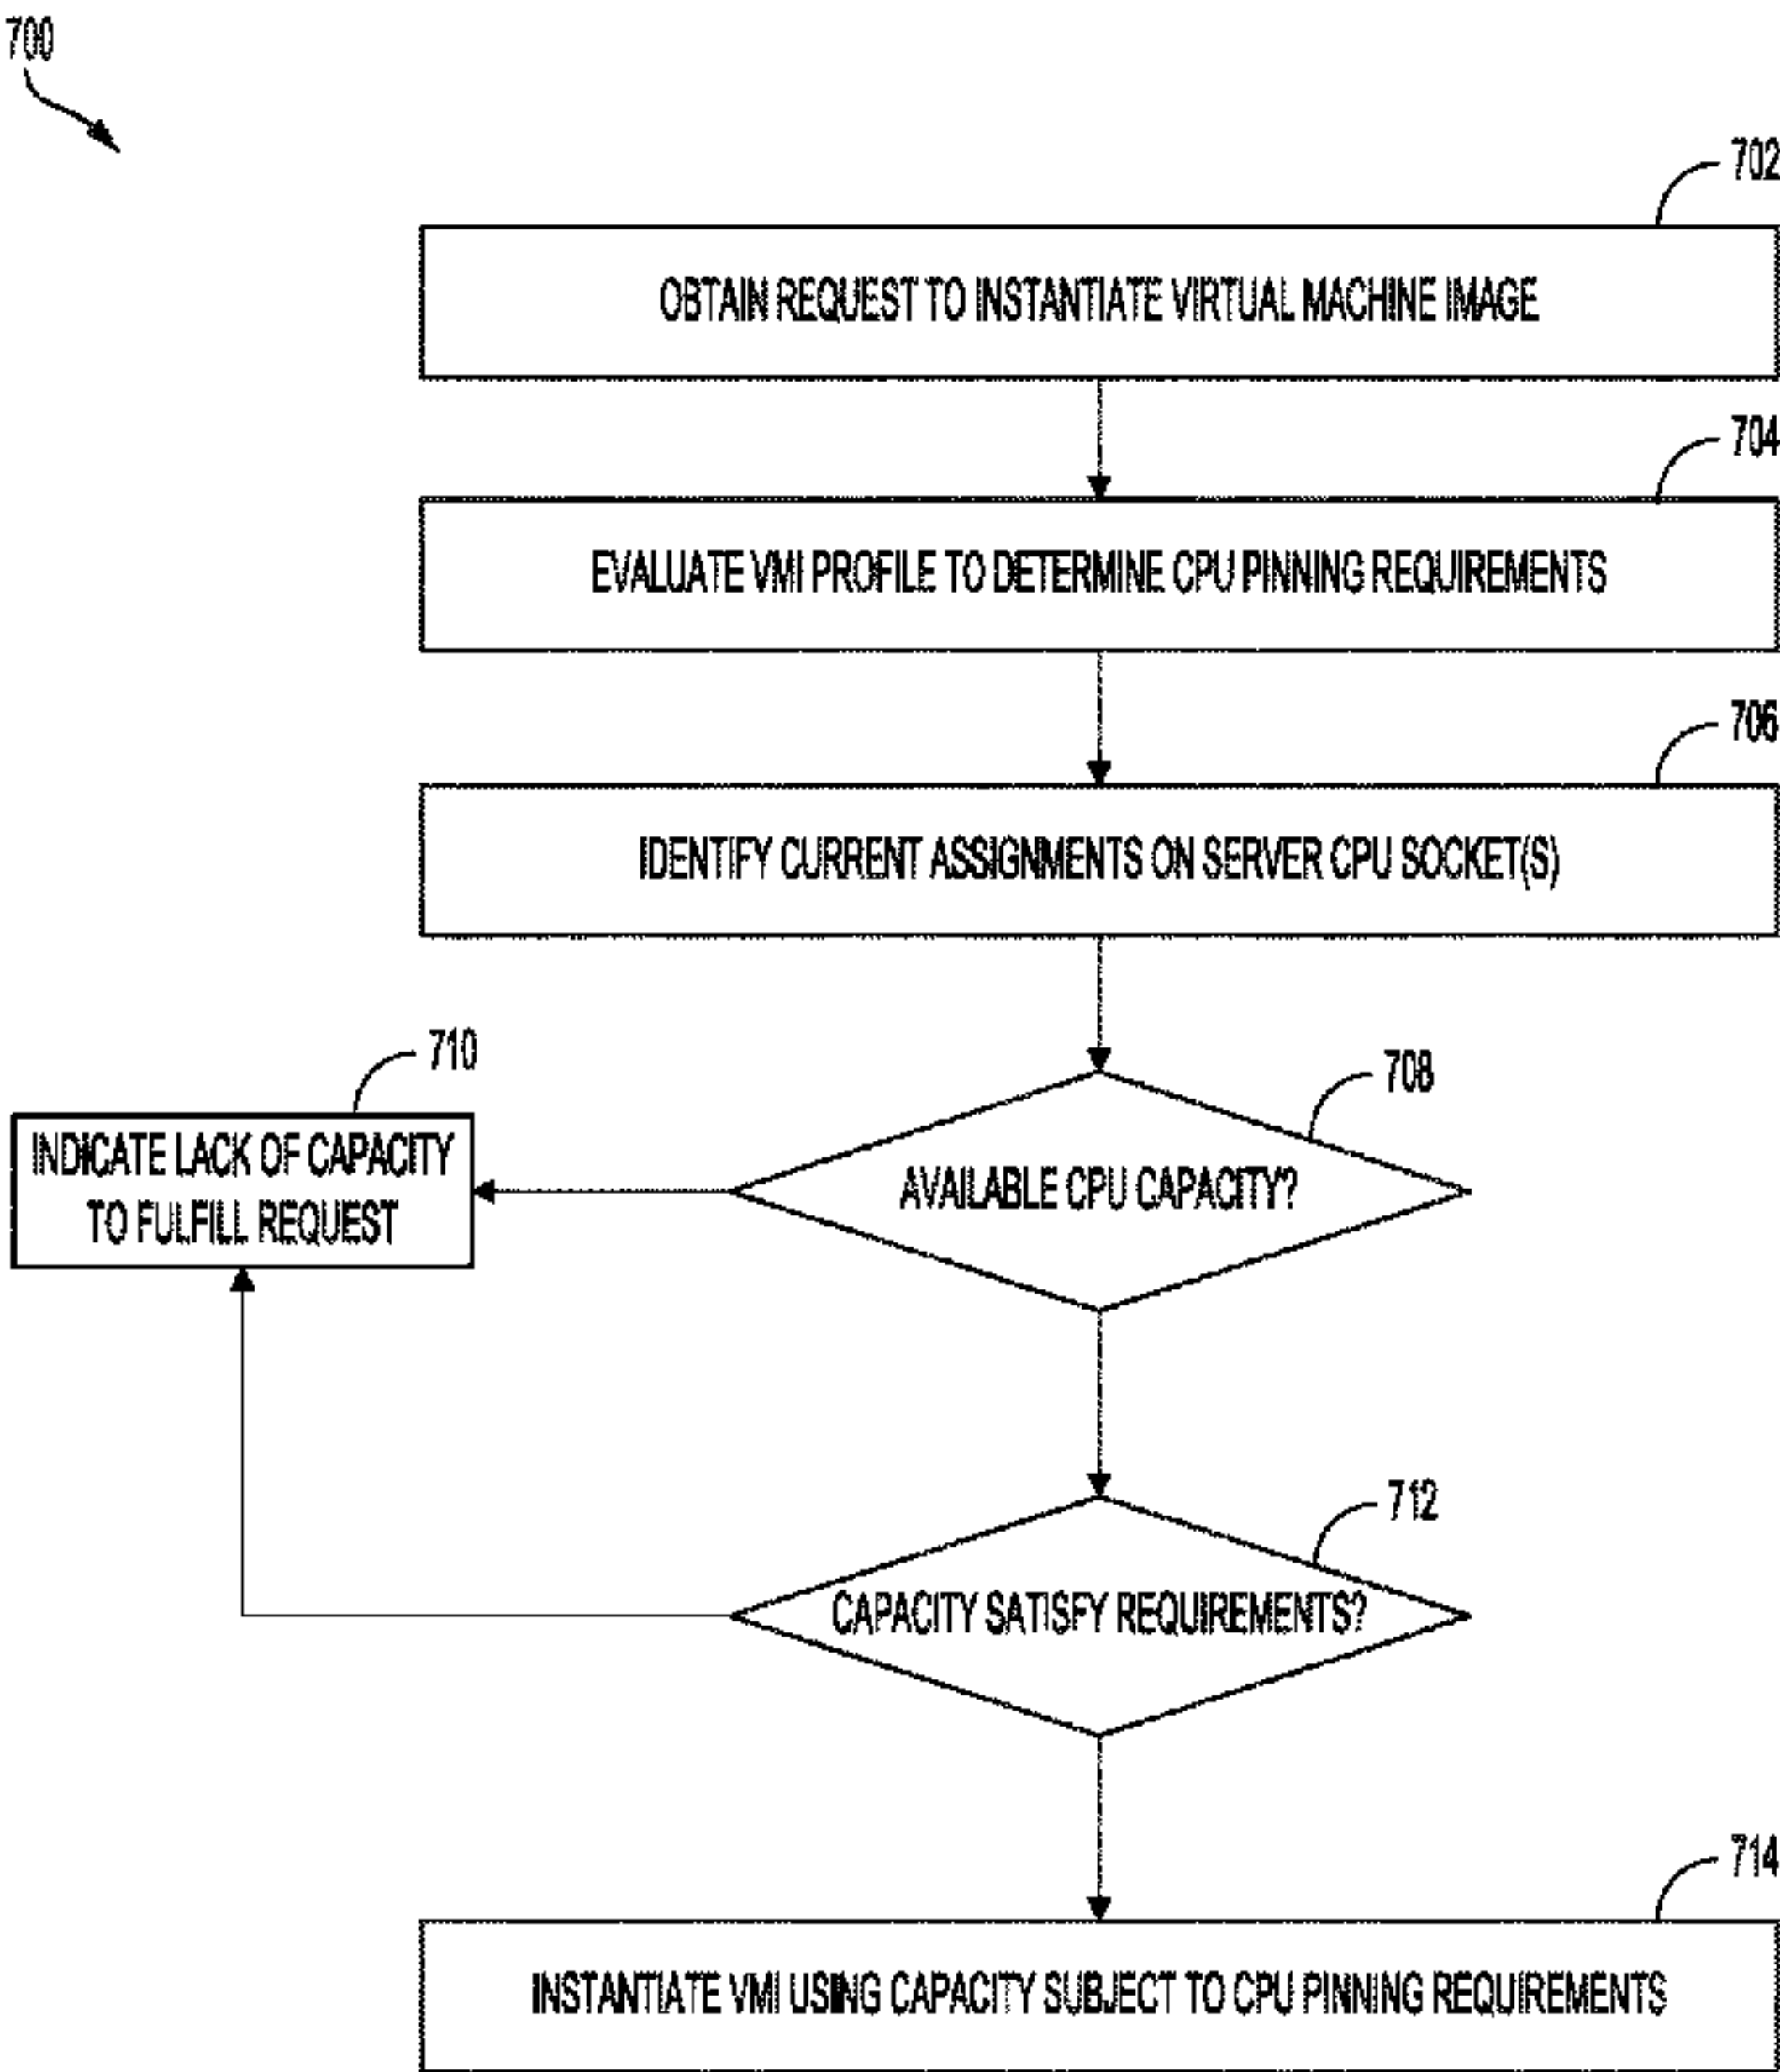 700
702
OBTAIN REQUEST TO INSTANTIATE VIRTUAL MACHINE IMAGE
704
EVALUATE VMI PROFILE TO DETERMINE CPU PINNING REQUIREMENTS
706
IDENTIFY CURRENT ASSIGNMENTS ON SERVER CPU SOCKET(S)
710
708
INDICATE LACK OF CAPACITY
TO FULFILL REQUEST
AVAILABLE CPU CAPACITY?
712
CAPACITY SATISFY REQUIREMENTS?
714
INSTANTIATE VMI USING CAPACITY SUBJECT TO CPU PINNING REQUIREMENTS